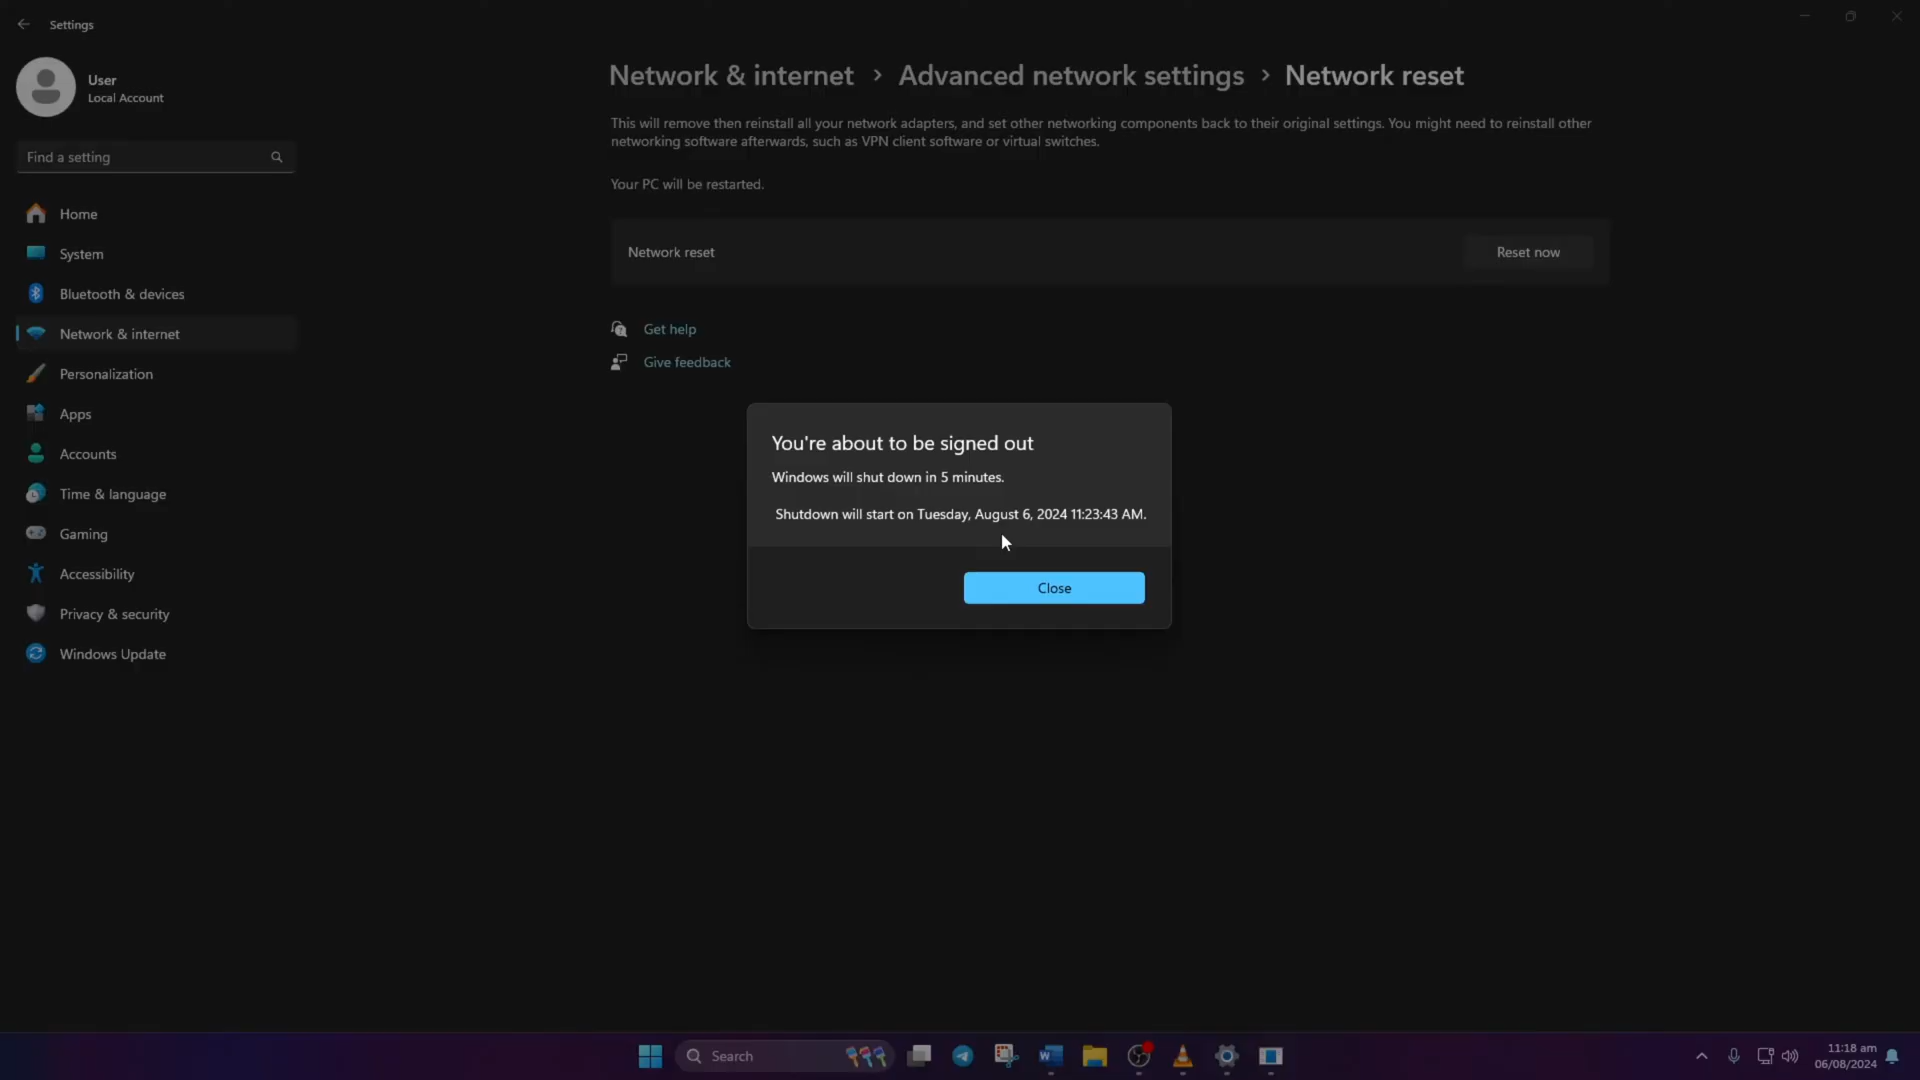 Settings
User
Local Account
Find a setting
Home
System
Bluetooth & devices
Network & internet
Personalization
Apps
Accounts
Time & language
Gaming
Accessibility
Privacy & security
Windows Update
Network & internet > Advanced network settings > Network reset
This will remove then reinstall all your network adapters, and set other networking components back to their original settings. You might need to reinstall other
networking software afterwards, such as VPN client software or virtual switches.
Your PC will be restarted.
Network reset
Reset now
Get help
Give feedback
You're about to be signed out
Windows will shut down in 5 minutes.
Shutdown will start on Tuesday, August 6, 2024 11:23:43 AM.
Close
Search
11:18 am
06/08/2024